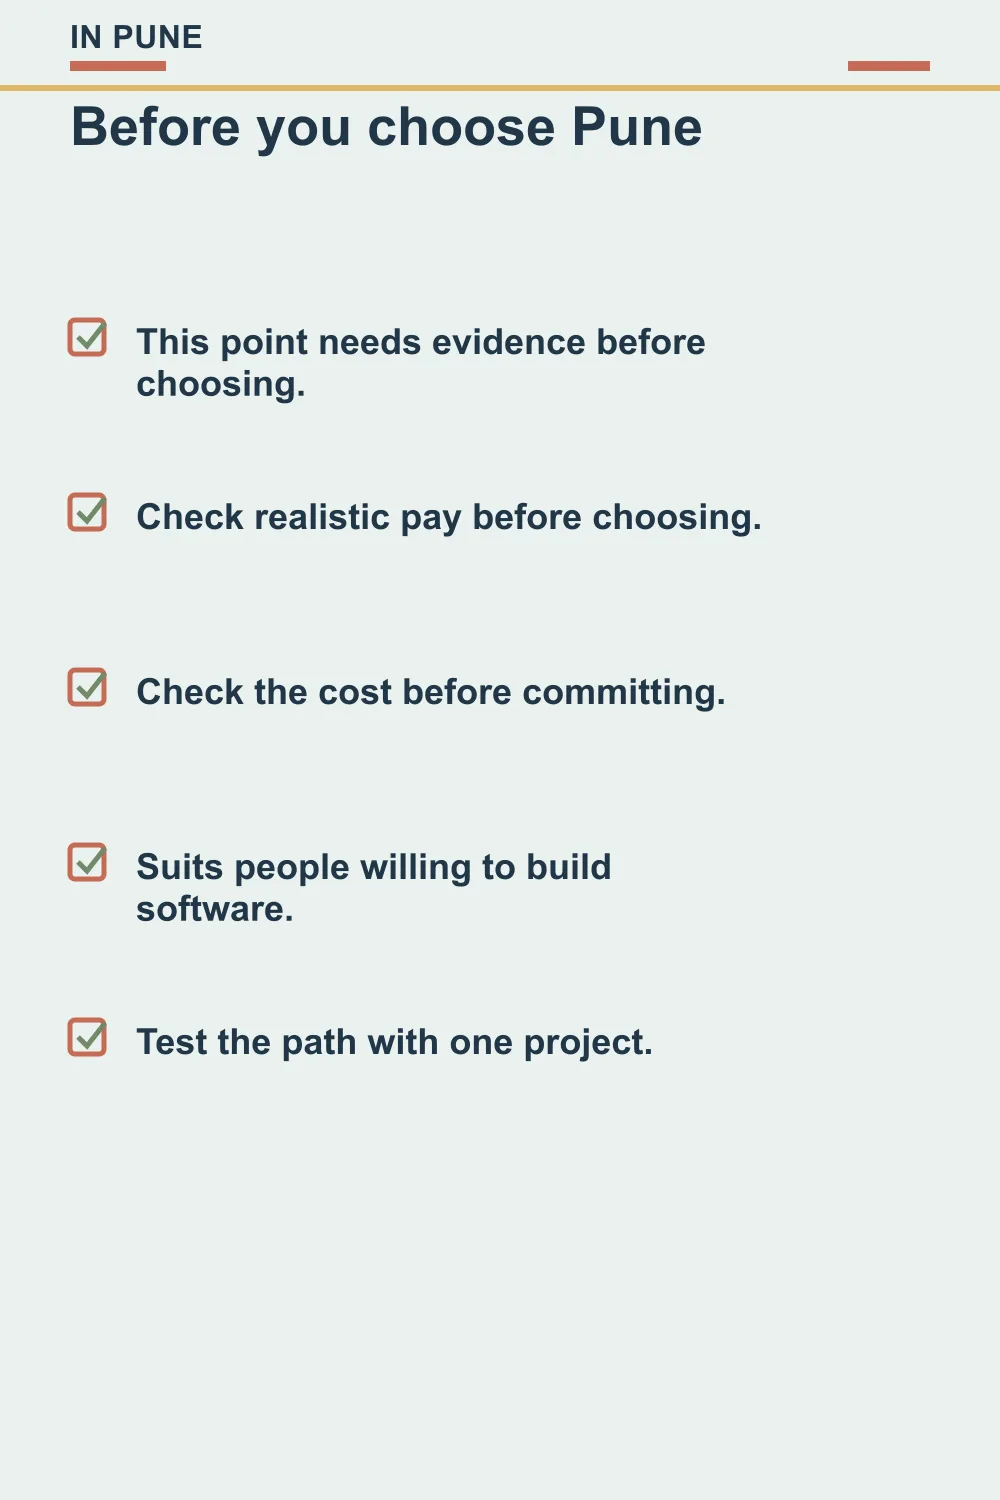 IN PUNE
Before you choose Pune
This point needs evidence before
choosing.
Check realistic pay before choosing.
Check the cost before committing.
Suits people willing to build
software.
Test the path with one project.